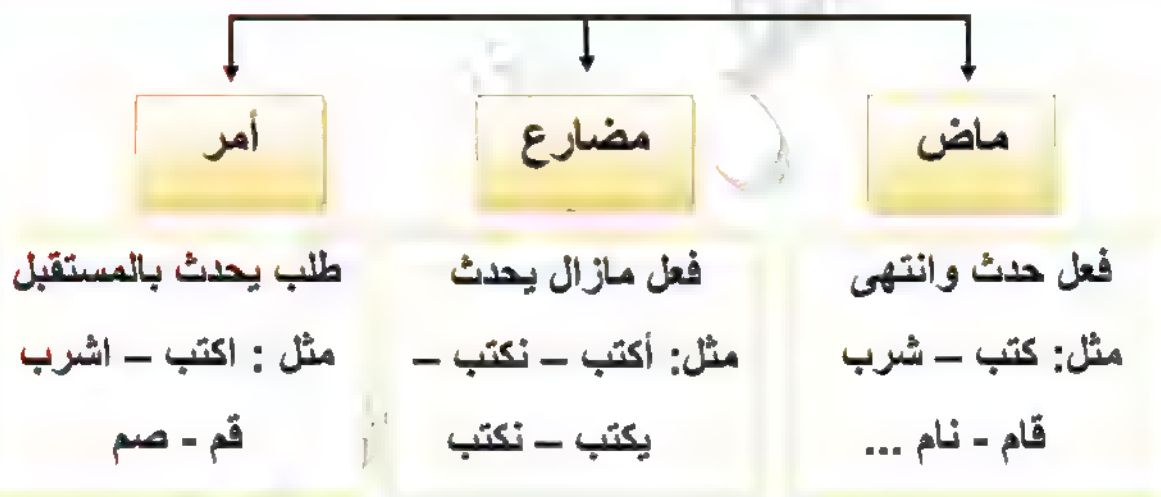 ماض
فعل حدث وانتهى
مثل: كتب – شرب
قام - نام ...
مضارع
فعل مازال يحدث
مثل: أكتب – نكتب –
يكتب – نكتب
أمر
طلب يحدث بالمستقبل
مثل : اكتب – اشرب
قم - صم